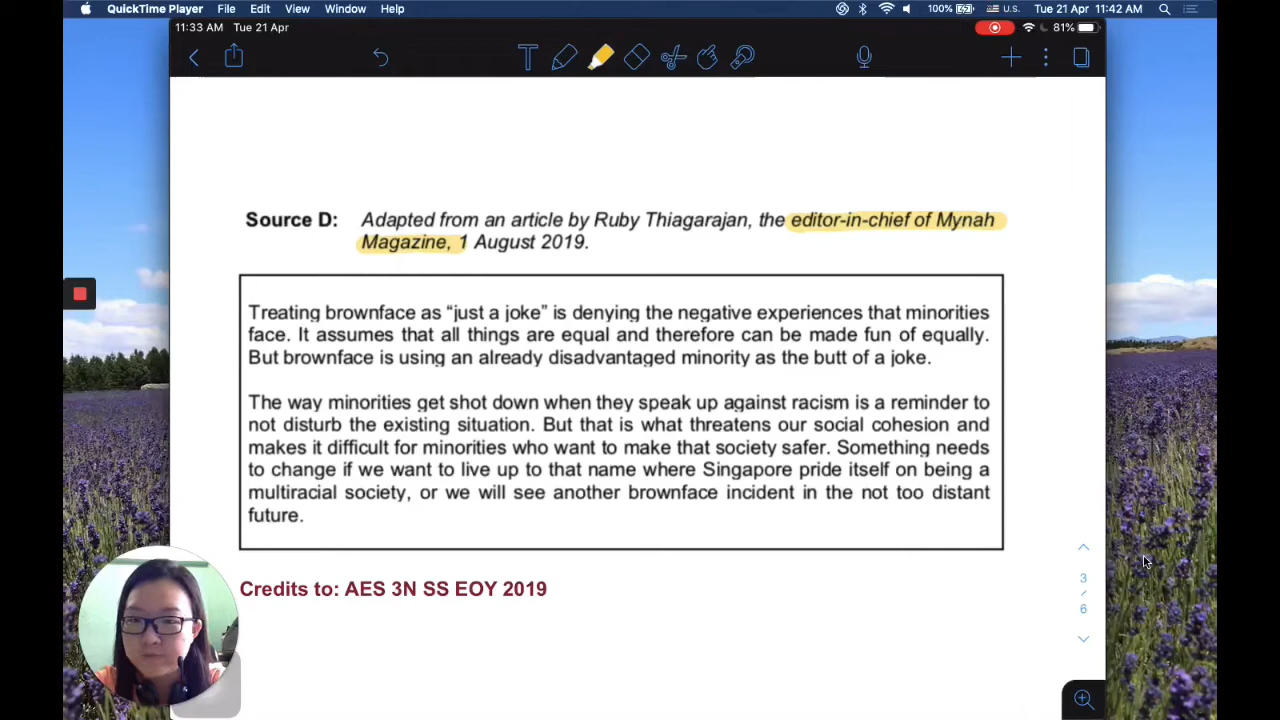 QuickTime Player File Edit View Window Help 100% U.S. Tue 21 Apr 11:42 AM
11:33 AM Tue 21 Apr 81%
Source D: Adapted from an article by Ruby Thiagarajan, the editor-in-chief of Mynah
Magazine, 1 August 2019.
Treating brownface as “just a joke” is denying the negative experiences that minorities
face. It assumes that all things are equal and therefore can be made fun of equally.
But brownface is using an already disadvantaged minority as the butt of a joke.
The way minorities get shot down when they speak up against racism is a reminder to
not disturb the existing situation. But that is what threatens our social cohesion and
makes it difficult for minorities who want to make that society safer. Something needs
to change if we want to live up to that name where Singapore pride itself on being a
multiracial society, or we will see another brownface incident in the not too distant
future.
Credits to: AES 3N SS EOY 2019
3
/
6